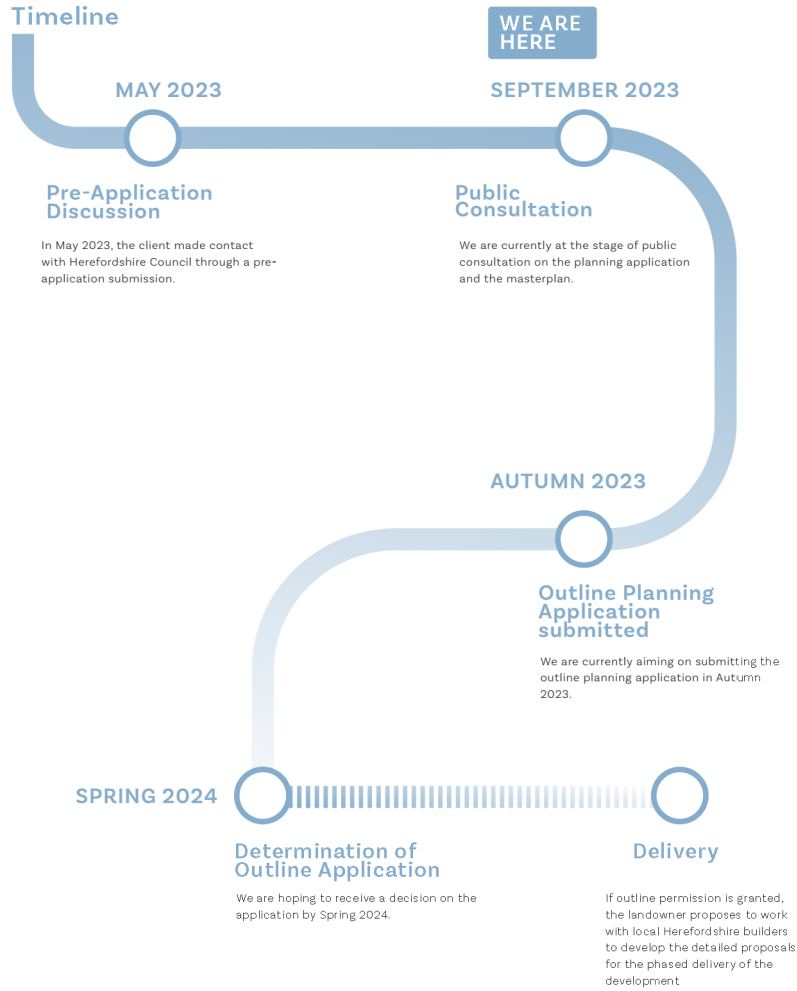 Timeline
WE ARE
HERE
MAY 2023
SEPTEMBER 2023
Pre-Application
Discussion
In May 2023, the client made contact
with Herefordshire Council through a pre-
application submission.
Public
Consultation
We are currently at the stage of public
consultation on the planning application
and the masterplan.
AUTUMN 2023
Outline Planning
Application
submitted
We are currently aiming on submitting the
outline planning application in Autumn
2023.
SPRING 2024
Determination of
Outline Application
We are hoping to receive a decision on the
application by Spring 2024.
Delivery
If outline permission is granted,
the landowner proposes to work
with local Herefordshire builders
to develop the detailed proposals
for the phased delivery of the
development